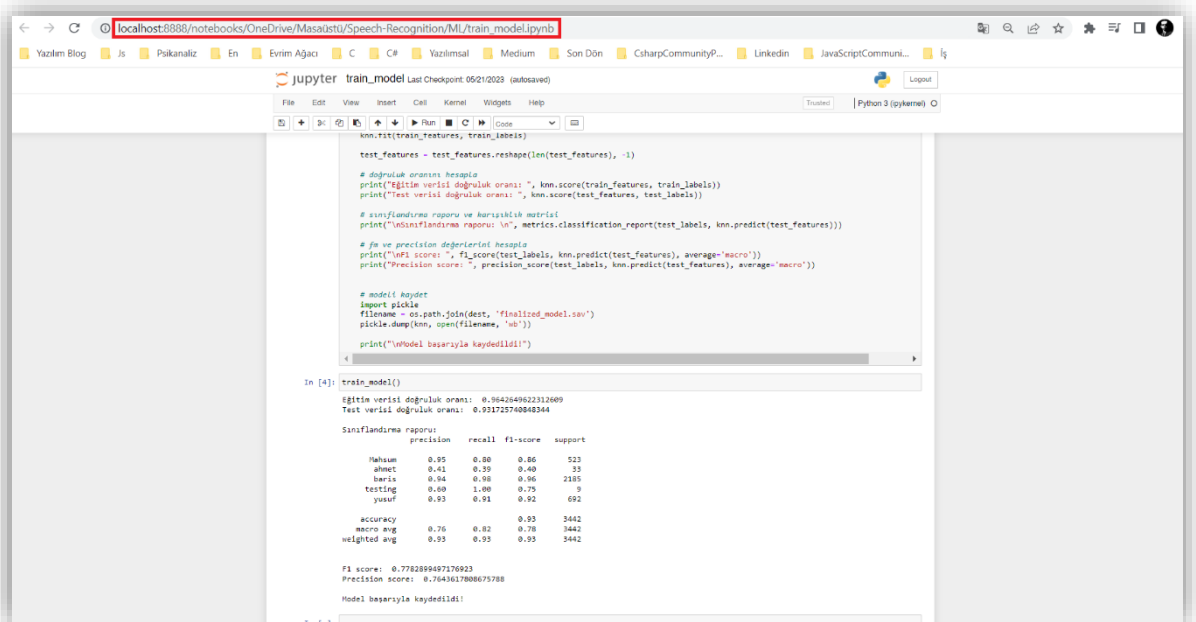 localhost:8888/notebooks/OneDrive/Masaüstü/Speech-Recognition/ML/train_model.ipynb
Yazılım Blog Js Psikanaliz En Evrim Ağacı C C# Yazılımsal Medium Son Dön CsharpCommunityP... Linkedin JavaScriptCommuni... İş
jupyter train_model Last Checkpoint: 05/21/2023 (autosaved) Logout
File Edit View Insert Cell Kernel Widgets Help Trusted Python 3 (ipykernel)
Run Code
knn.fit(train_features, train_labels)
test_features = test_features.reshape(len(test_features), -1)
# doğruluk oranını hesapla
print("Eğitim verisi doğruluk oranı: ", knn.score(train_features, train_labels))
print("Test verisi doğruluk oranı: ", knn.score(test_features, test_labels))
# sınıflandırma raporu ve karışıklık matrisi
print("\nSınıflandırma raporu: \n", metrics.classification_report(test_labels, knn.predict(test_features)))
# fm ve precision değerlerini hesapla
print("\nF1 score: ", f1_score(test_labels, knn.predict(test_features), average='macro'))
print("Precision score: ", precision_score(test_labels, knn.predict(test_features), average='macro'))
# modeli kaydet
import pickle
filename = os.path.join(dest, 'finalized_model.sav')
pickle.dump(knn, open(filename, 'wb'))
print("\nModel başarıyla kaydedildi!")
In [4]: train_model()
Eğitim verisi doğruluk oranı: 0.9642649622312609
Test verisi doğruluk oranı: 0.931725740848344
Sınıflandırma raporu:
precision recall f1-score support
Mahsum 0.95 0.80 0.86 523
ahmet 0.41 0.39 0.40 33
baris 0.94 0.98 0.96 2185
testing 0.60 1.00 0.75 9
yusuf 0.93 0.91 0.92 692
accuracy 0.93 3442
macro avg 0.76 0.82 0.78 3442
weighted avg 0.93 0.93 0.93 3442
F1 score: 0.7782899497176923
Precision score: 0.7643617808675788
Model başarıyla kaydedildi!